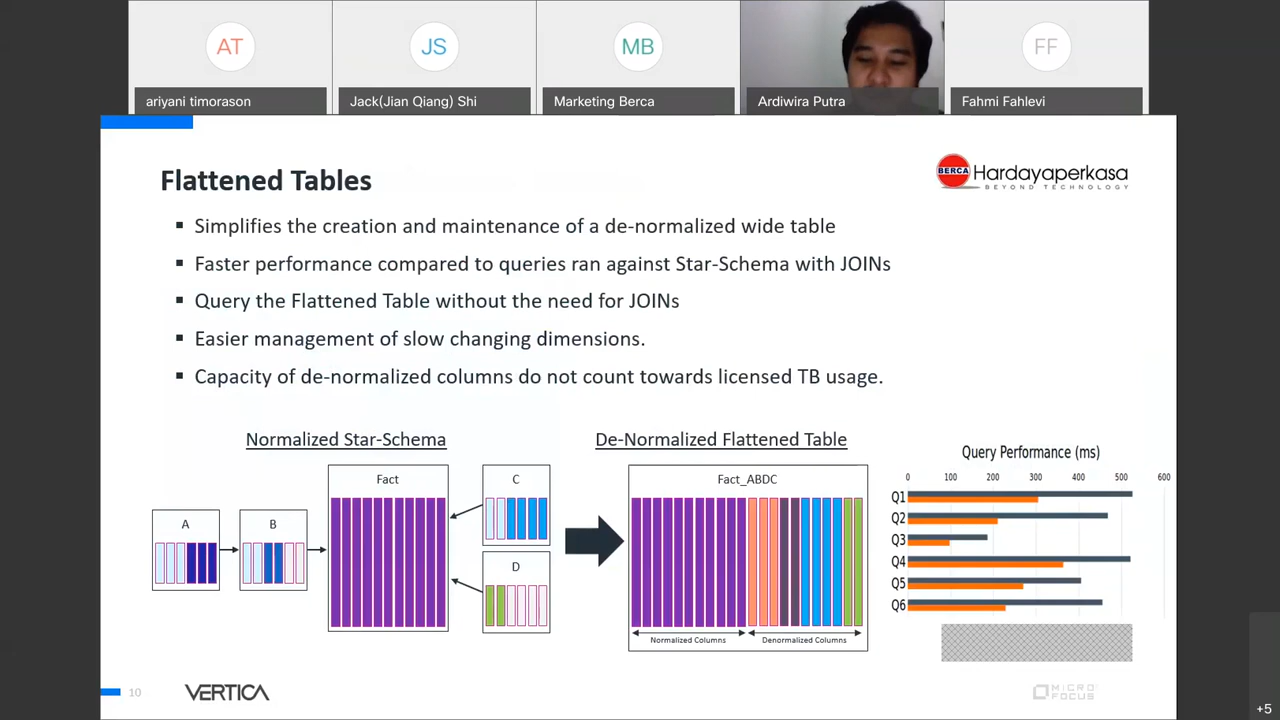 AT
JS
MB
FF
ariyani timorason
Jack(Jian Qiang) Shi
Marketing Berca
Ardiwira Putra
Fahmi Fahlevi
Flattened Tables
BERCA Hardayaperkasa
BEYOND TECHNOLOGY
▪ Simplifies the creation and maintenance of a de-normalized wide table
▪ Faster performance compared to queries ran against Star-Schema with JOINs
▪ Query the Flattened Table without the need for JOINs
▪ Easier management of slow changing dimensions.
▪ Capacity of de-normalized columns do not count towards licensed TB usage.
Normalized Star-Schema
A
B
Fact
C
D
De-Normalized Flattened Table
Fact_ABDC
Normalized Columns
Denormalized Columns
Query Performance (ms)
0 100 200 300 400 500 600
Q1
Q2
Q3
Q4
Q5
Q6
10
VERTICA
MICRO
FOCUS
+5